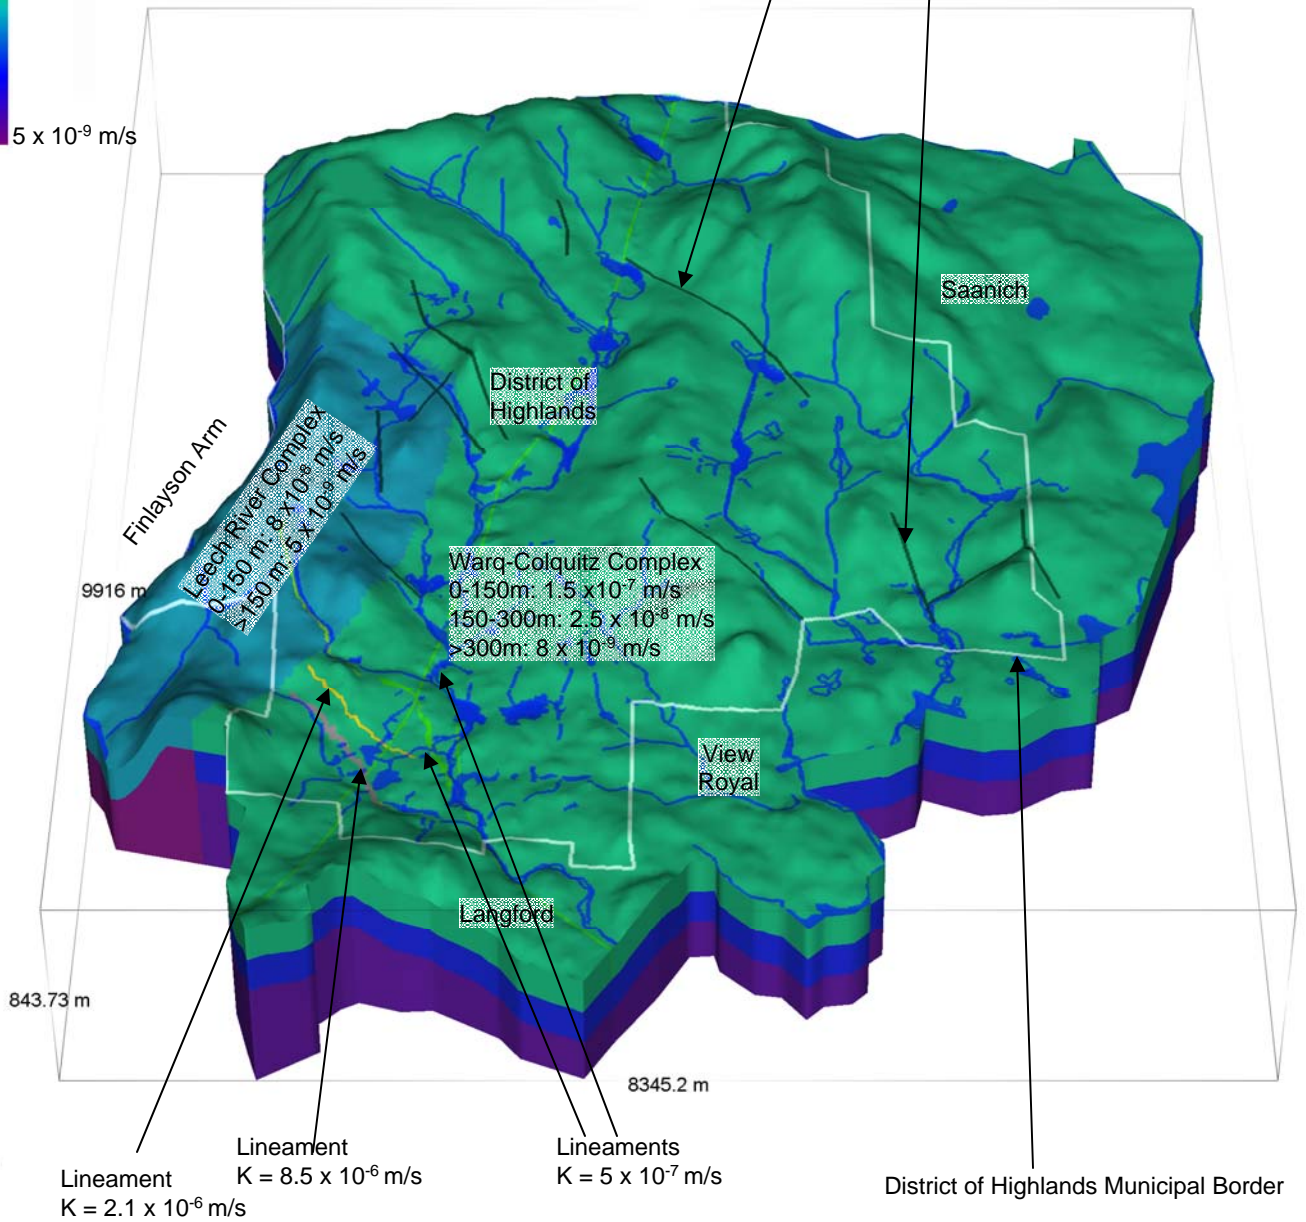 5 x 10⁻⁹ m/s
Saanich
District of
Highlands
Finlayson Arm
Leech River Complex
0-150 m: 8 x10⁻⁸ m/s
>150 m: 5 x 10⁻⁹ m/s
Warq-Colquitz Complex
0-150m: 1.5 x10⁻⁷ m/s
150-300m: 2.5 x 10⁻⁸ m/s
>300m: 8 x 10⁻⁹ m/s
9916 m
View
Royal
Langford
843.73 m
8345.2 m
Lineament
K = 2.1 x 10⁻⁶ m/s
Lineament
K = 8.5 x 10⁻⁶ m/s
Lineaments
K = 5 x 10⁻⁷ m/s
District of Highlands Municipal Border